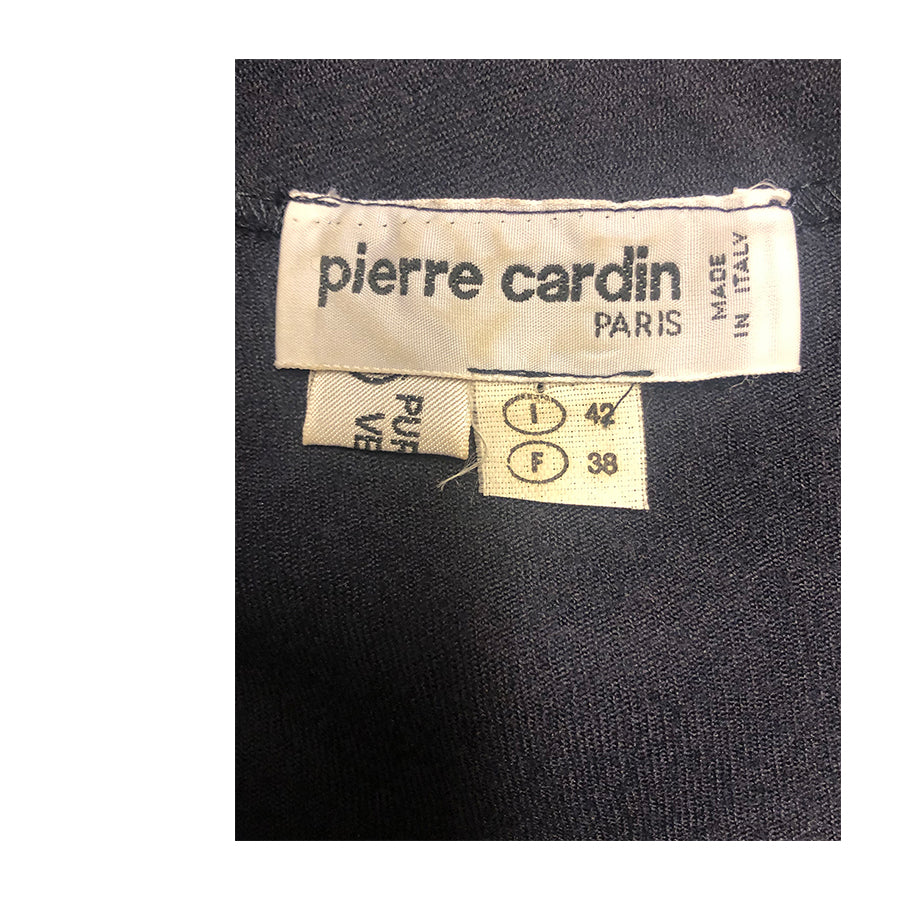 pierre cardin
PARIS
MADE
IN ITALY
I 42
F 38
PUR
VE